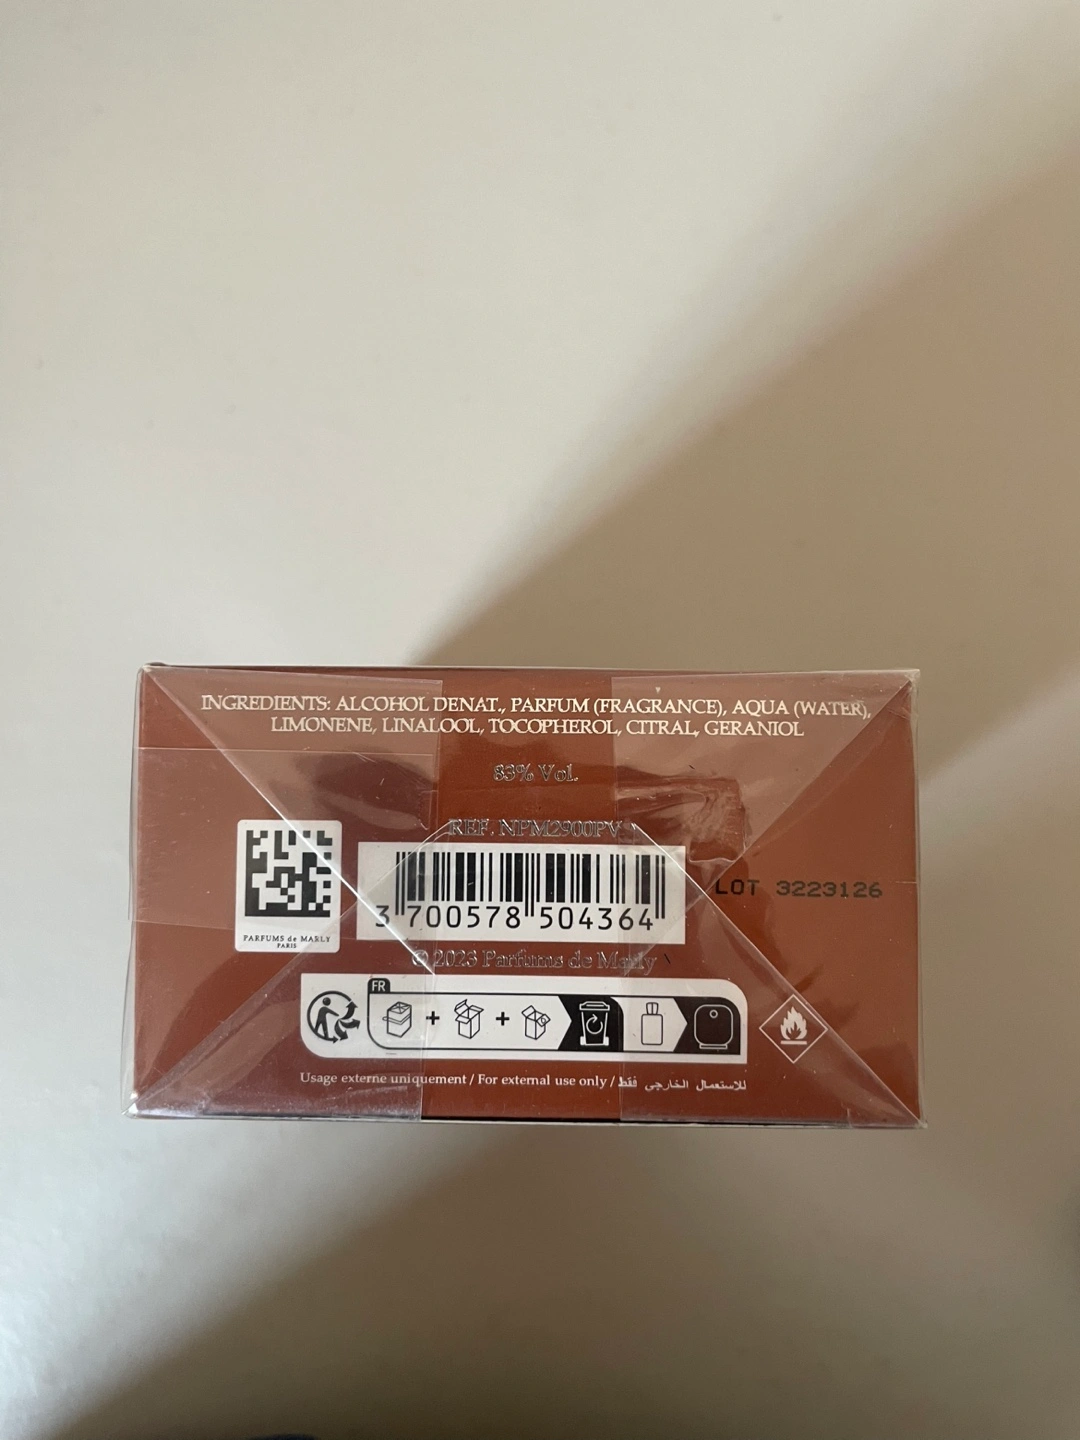 INGREDIENTS: ALCOHOL DENAT., PARFUM (FRAGRANCE), AQUA (WATER),
LIMONENE, LINALOOL, TOCOPHEROL, CITRAL, GERANIOL
83% Vol.
REF. NPM2900PV
3 700578 504364
LOT 3223126
PARFUMS de MARLY
PARIS
© 2023 Parfums de Marly
FR
Usage externe uniquement / For external use only / للاستعمال الخارجي فقط